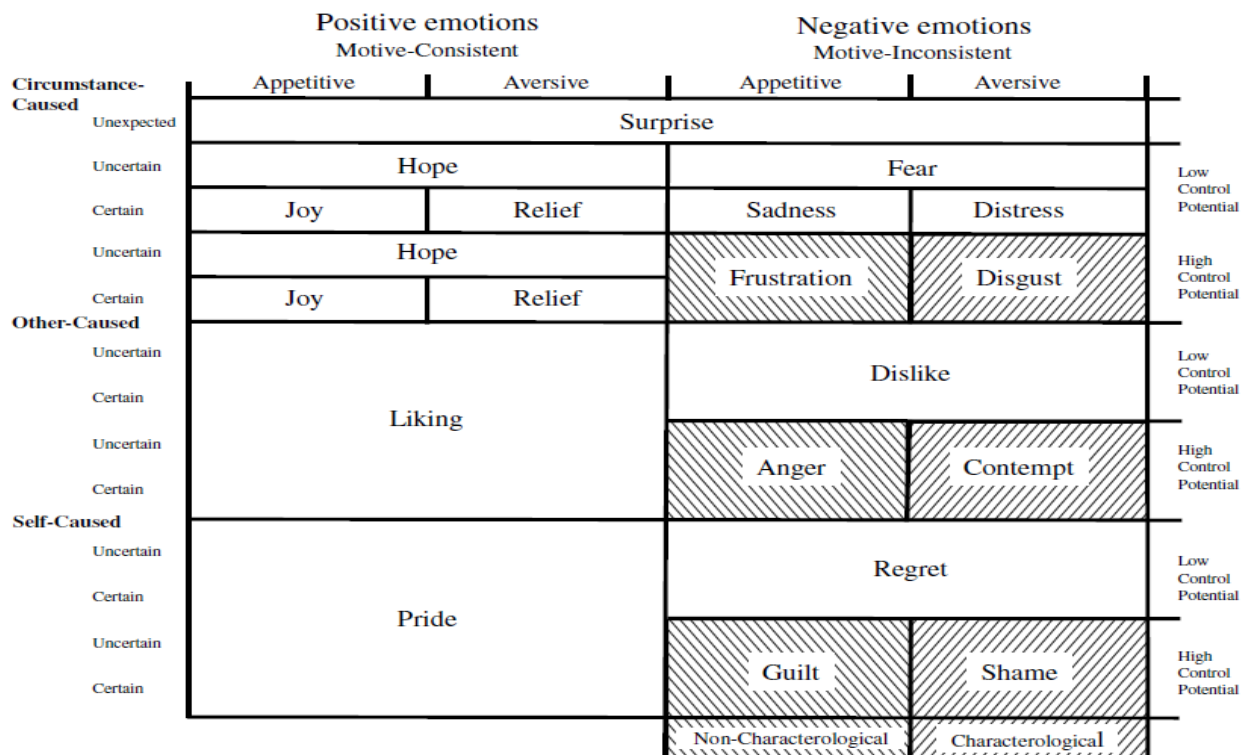 Positive emotions
Negative emotions
Motive-Consistent
Motive-Inconsistent
Circumstance-
Caused
Appetitive
Aversive
Appetitive
Aversive
Unexpected
Surprise
Uncertain
Hope
Fear
Low
Control
Potential
Certain
Joy
Relief
Sadness
Distress
Uncertain
Hope
Frustration
Disgust
High
Control
Potential
Certain
Joy
Relief
Other-Caused
Uncertain
Liking
Dislike
Low
Control
Potential
Certain
Uncertain
Anger
Contempt
High
Control
Potential
Certain
Self-Caused
Uncertain
Pride
Regret
Low
Control
Potential
Certain
Uncertain
Guilt
Shame
High
Control
Potential
Certain
Non-Characterological
Characterological